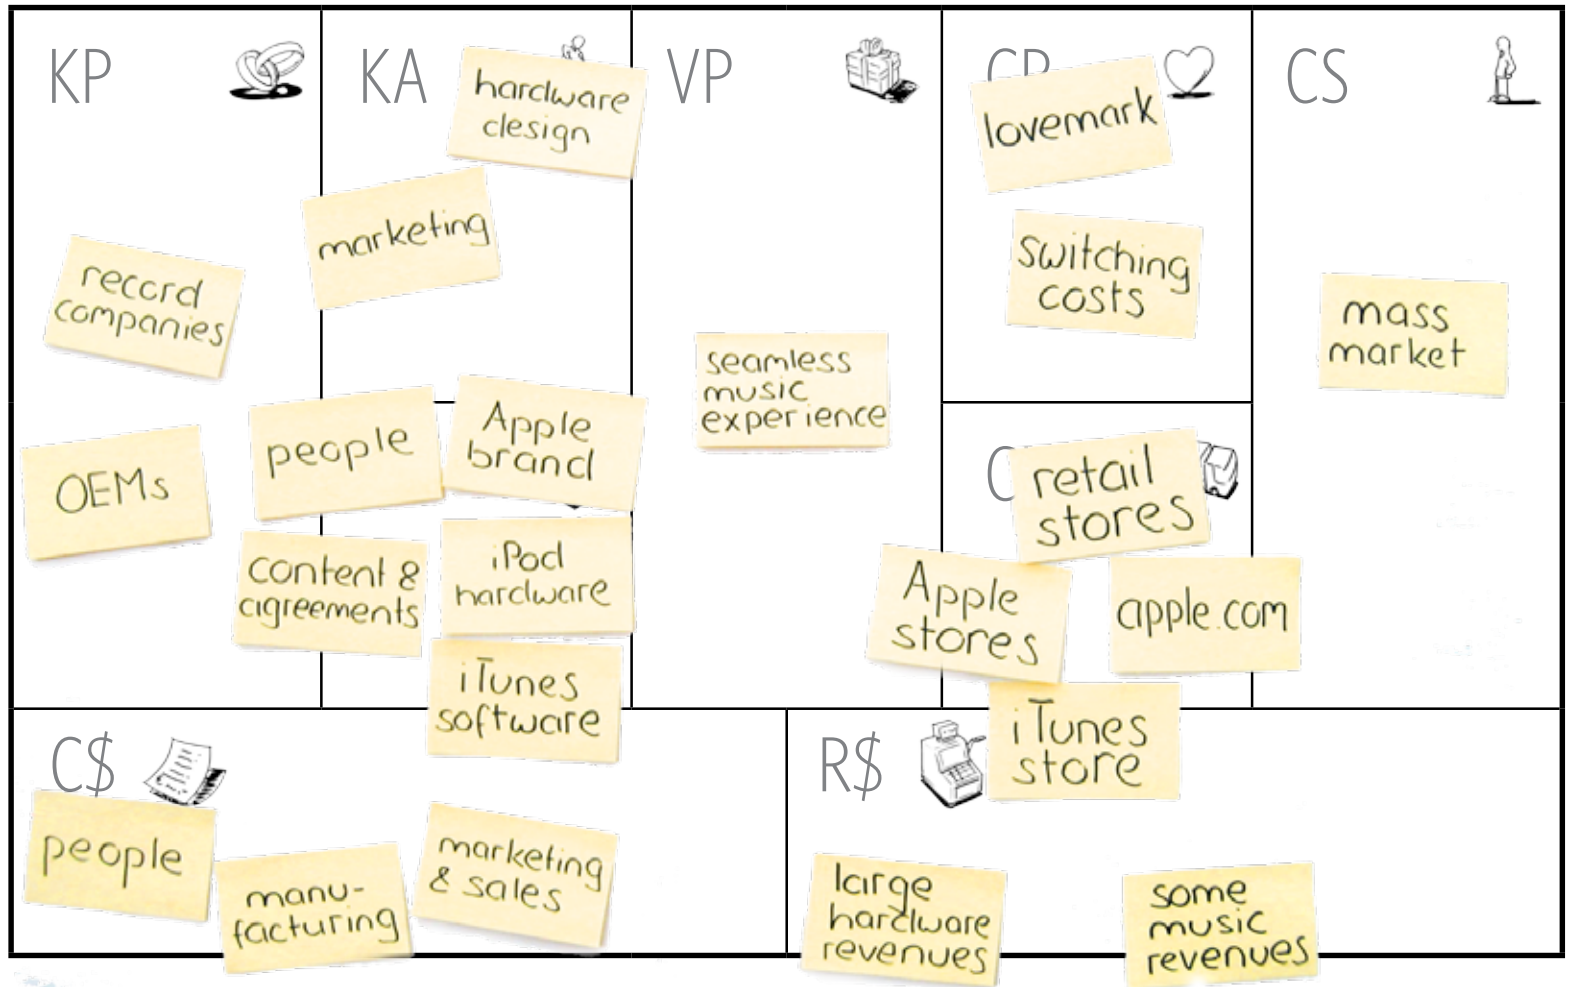 KP
record
companies
OEMs
KA
hardware
design
marketing
people
Apple
brand
content &
agreements
iPod
hardware
iTunes
software
VP
seamless
music
experience
CR
lovemark
switching
costs
C
retail
stores
Apple
stores
apple.com
iTunes
store
CS
mass
market
C$
people
manu-
facturing
marketing
& sales
R$
large
hardware
revenues
some
music
revenues